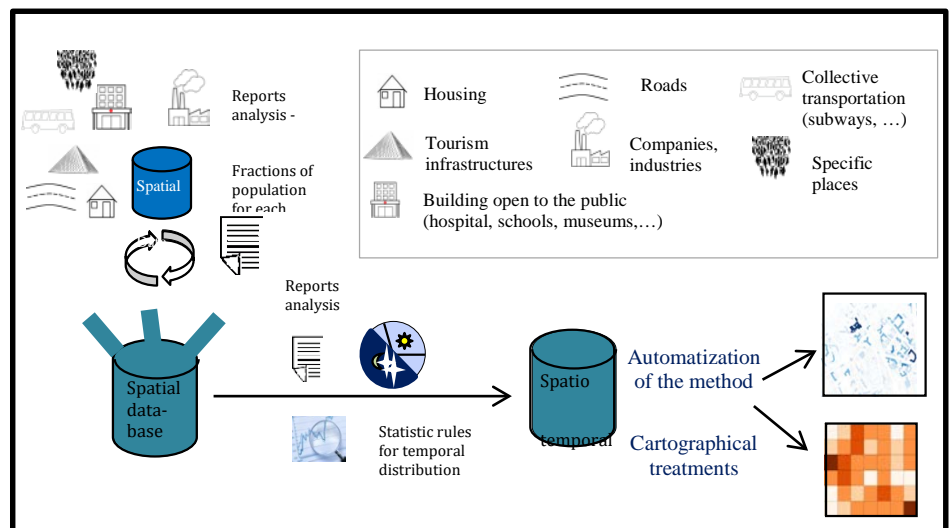 Reports
analysis -
Fractions of
population
for each
Spatial
Housing
Roads
Collective
transportation
(subways, …)
Tourism
infrastructures
Companies,
industries
Specific
places
Building open to the public
(hospital, schools, museums,…)
Reports
analysis
Spatial
data-
base
Statistic rules
for temporal
distribution
Spatio
temporal
Automatization
of the method
Cartographical
treatments